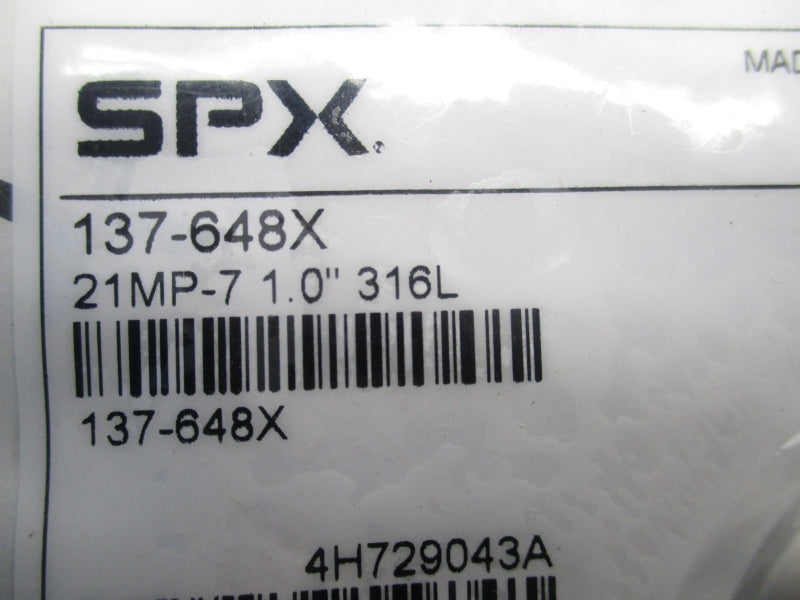 MAD
SPX
137-648X
21MP-7 1.0" 316L
137-648X
4H729043A